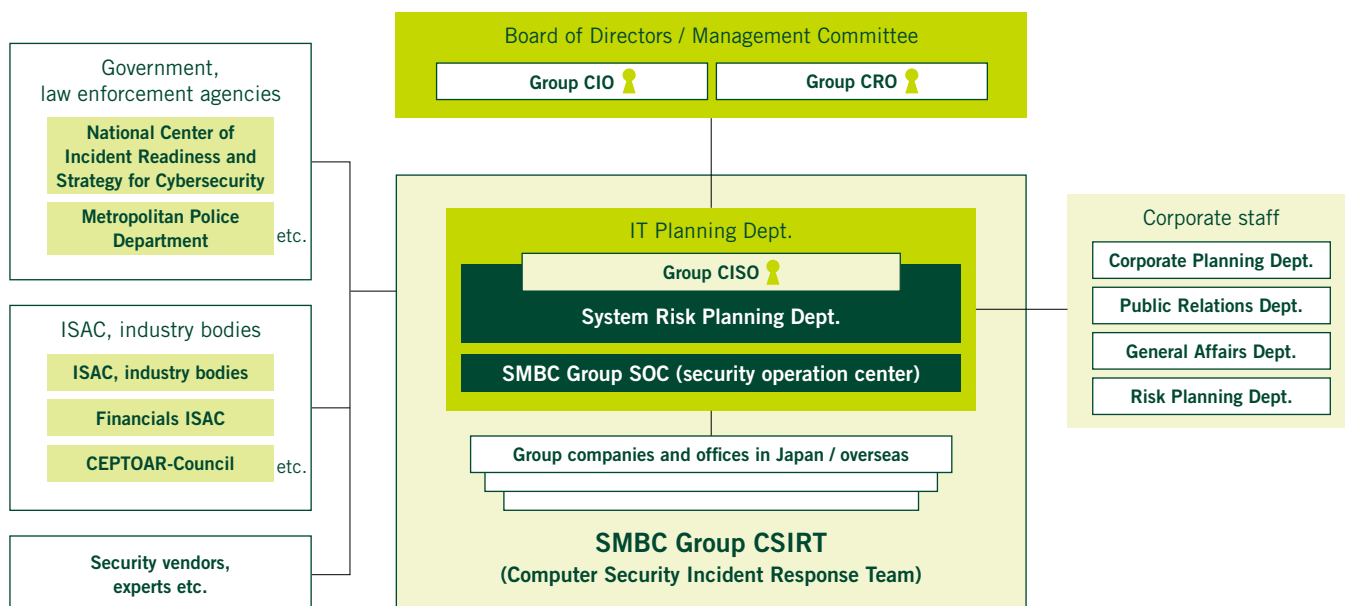 Government,
law enforcement agencies
National Center of
Incident Readiness and
Strategy for Cybersecurity
Metropolitan Police
Department
etc.
ISAC, industry bodies
ISAC, industry bodies
Financials ISAC
CEPTOAR-Council
etc.
Security vendors,
experts etc.
Board of Directors / Management Committee
Group CIO
Group CRO
IT Planning Dept.
Group CISO
System Risk Planning Dept.
SMBC Group SOC (security operation center)
Group companies and offices in Japan / overseas
SMBC Group CSIRT
(Computer Security Incident Response Team)
Corporate staff
Corporate Planning Dept.
Public Relations Dept.
General Affairs Dept.
Risk Planning Dept.